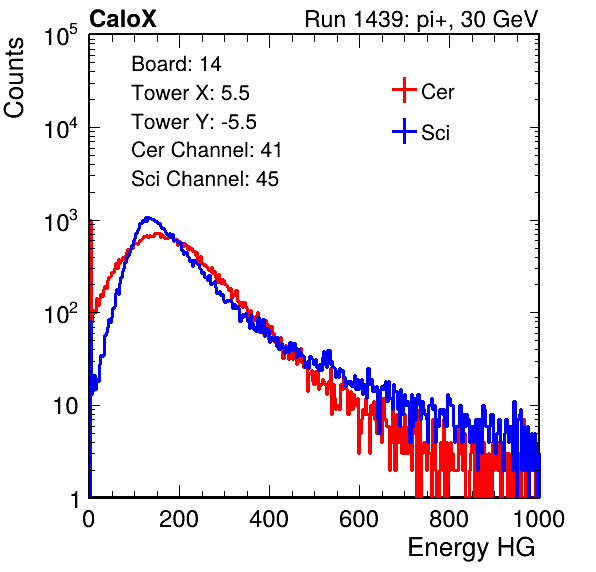 CaloX Run 1439: pi+, 30 GeV
Counts
Board: 14
Tower X: 5.5
Tower Y: -5.5
Cer Channel: 41
Sci Channel: 45
Cer
Sci
10^5
10^4
10^3
10^2
10
1
0 200 400 600 800 1000
Energy HG